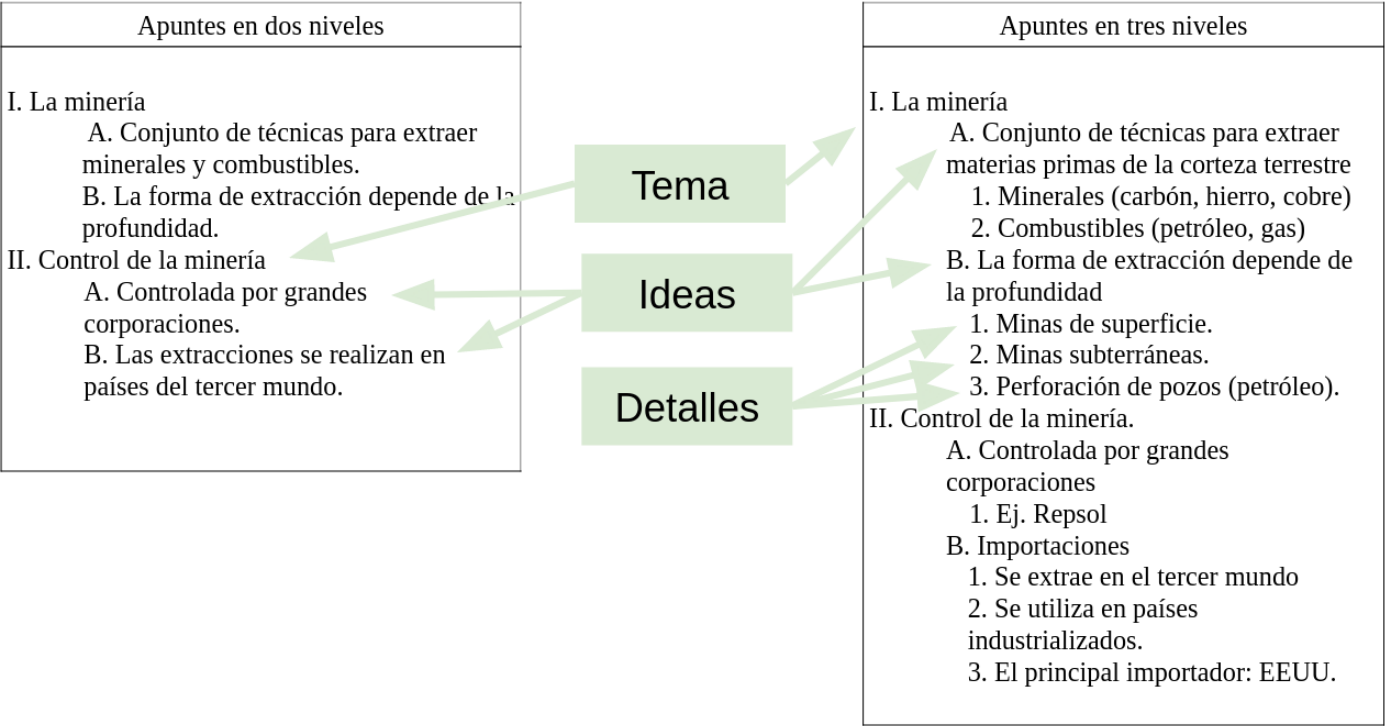 Apuntes en dos niveles
I. La minería
A. Conjunto de técnicas para extraer
minerales y combustibles.
B. La forma de extracción depende de la
profundidad.
II. Control de la minería
A. Controlada por grandes
corporaciones.
B. Las extracciones se realizan en
países del tercer mundo.
Tema
Ideas
Detalles
Apuntes en tres niveles
I. La minería
A. Conjunto de técnicas para extraer
materias primas de la corteza terrestre
1. Minerales (carbón, hierro, cobre)
2. Combustibles (petróleo, gas)
B. La forma de extracción depende de
la profundidad
1. Minas de superficie.
2. Minas subterráneas.
3. Perforación de pozos (petróleo).
II. Control de la minería.
A. Controlada por grandes
corporaciones
1. Ej. Repsol
B. Importaciones
1. Se extrae en el tercer mundo
2. Se utiliza en países
industrializados.
3. El principal importador: EEUU.